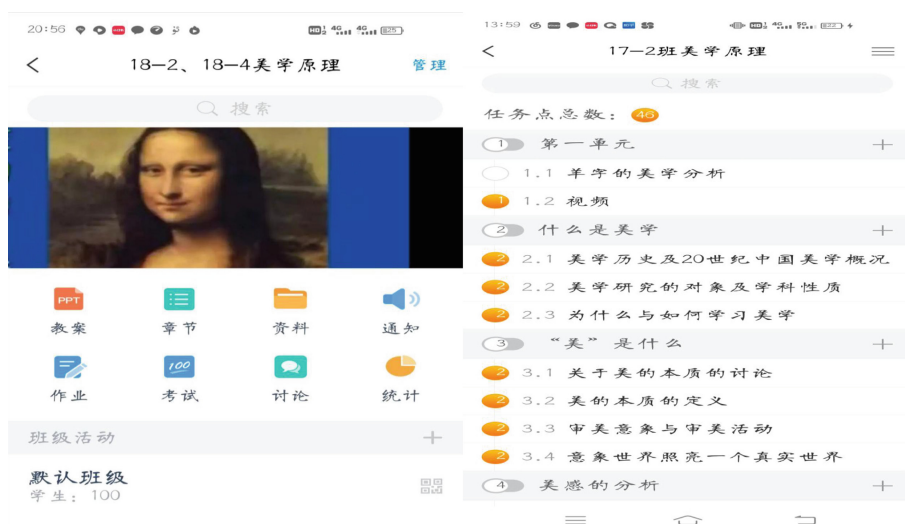 20:56
18-2、18-4美学原理 管理
搜索
PPT 100
教案 章节 资料 通知
作业 考试 讨论 统计
班级活动
默认班级
学生：100
13:59
17-2班美学原理
搜索
任务点总数：46
1 第一单元
1.1 羊字的美学分析
1 1.2 视频
2 什么是美学
2 2.1 美学历史及20世纪中国美学概况
2 2.2 美学研究的对象及学科性质
2 2.3 为什么与如何学习美学
3 “美”是什么
2 3.1 关于美的本质的讨论
2 3.2 美的本质的定义
2 3.3 审美意象与审美活动
2 3.4 意象世界照亮一个真实世界
4 美感的分析